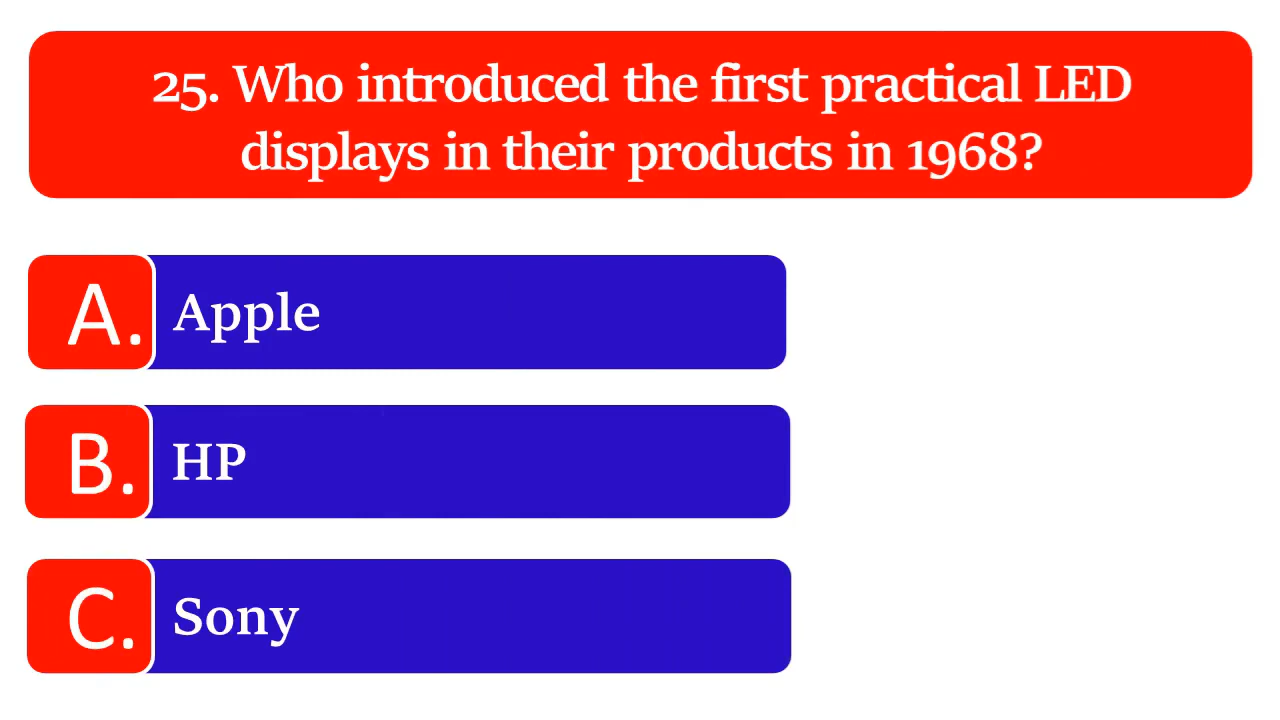 25. Who introduced the first practical LED
displays in their products in 1968?
A. Apple
B. HP
C. Sony